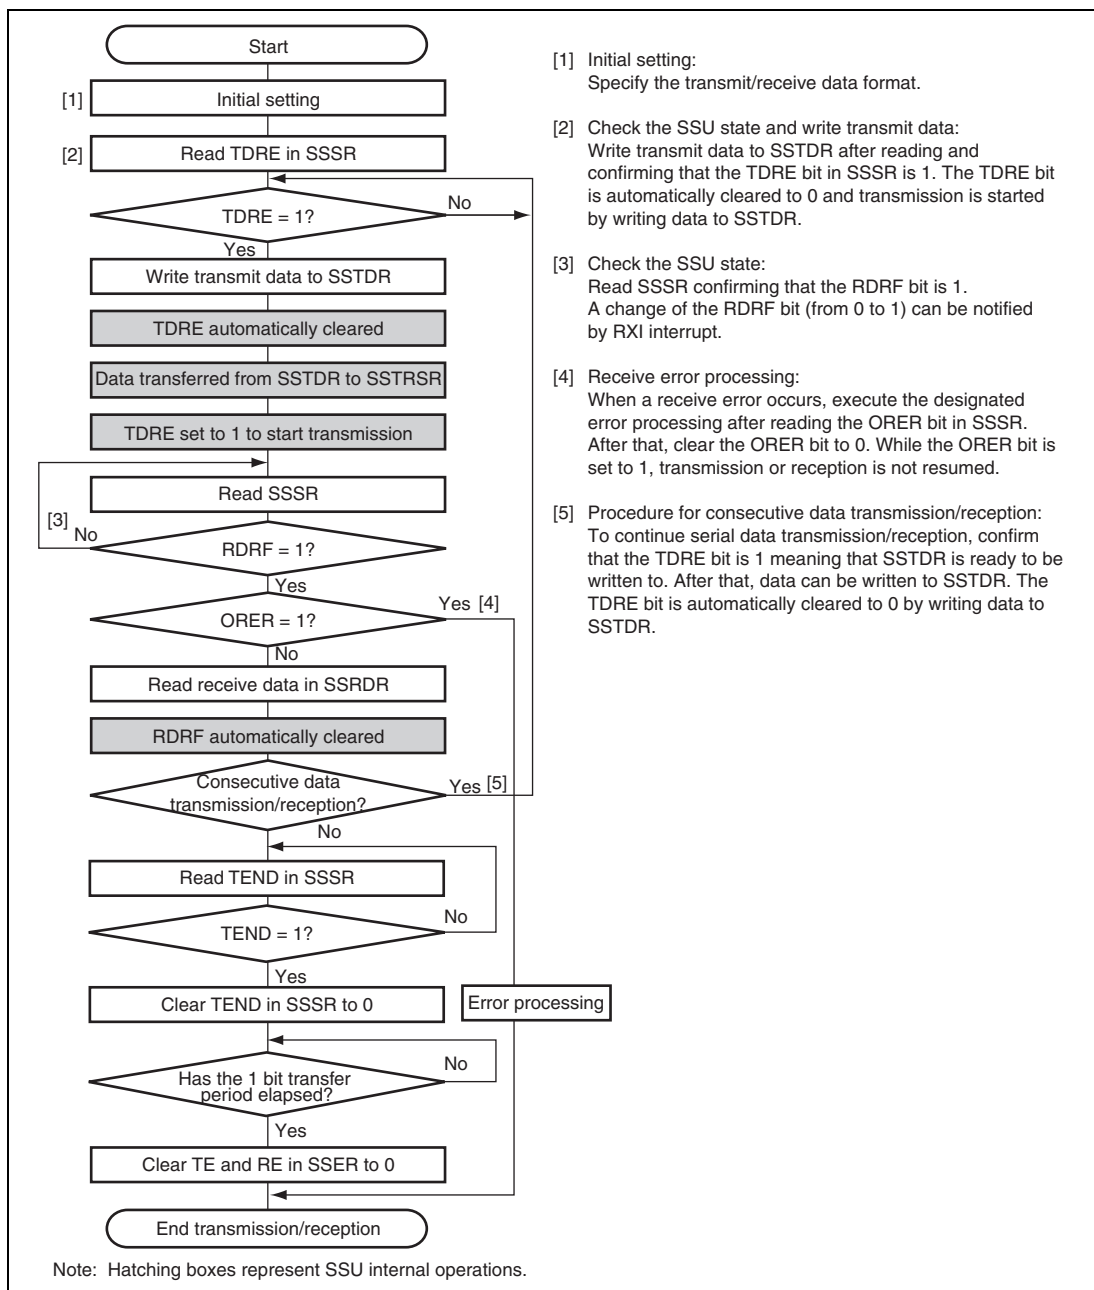 Start
[1] Initial setting
[2] Read TDRE in SSSR
TDRE = 1?
No
Yes
Write transmit data to SSTDR
TDRE automatically cleared
Data transferred from SSTDR to SSTRSR
TDRE set to 1 to start transmission
Read SSSR
[3]
No
RDRF = 1?
Yes
Yes [4]
ORER = 1?
No
Read receive data in SSRDR
RDRF automatically cleared
Consecutive data
transmission/reception?
Yes [5]
No
Read TEND in SSSR
No
TEND = 1?
Yes
Clear TEND in SSSR to 0
Error processing
No
Has the 1 bit transfer
period elapsed?
Yes
Clear TE and RE in SSER to 0
End transmission/reception
Note: Hatching boxes represent SSU internal operations.
[1] Initial setting:
Specify the transmit/receive data format.
[2] Check the SSU state and write transmit data:
Write transmit data to SSTDR after reading and
confirming that the TDRE bit in SSSR is 1. The TDRE bit
is automatically cleared to 0 and transmission is started
by writing data to SSTDR.
[3] Check the SSU state:
Read SSSR confirming that the RDRF bit is 1.
A change of the RDRF bit (from 0 to 1) can be notified
by RXI interrupt.
[4] Receive error processing:
When a receive error occurs, execute the designated
error processing after reading the ORER bit in SSSR.
After that, clear the ORER bit to 0. While the ORER bit is
set to 1, transmission or reception is not resumed.
[5] Procedure for consecutive data transmission/reception:
To continue serial data transmission/reception, confirm
that the TDRE bit is 1 meaning that SSTDR is ready to be
written to. After that, data can be written to SSTDR. The
TDRE bit is automatically cleared to 0 by writing data to
SSTDR.